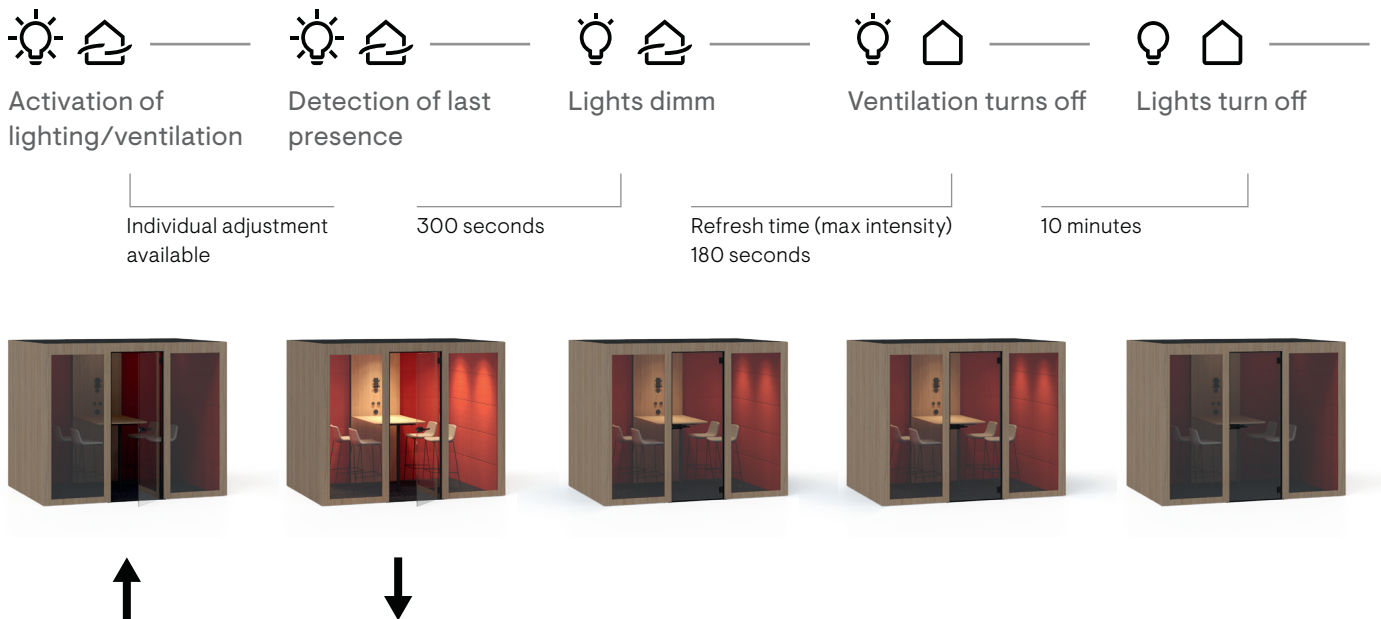 Activation of
lighting/ventilation
Detection of last
presence
Lights dimm
Ventilation turns off
Lights turn off
Individual adjustment
available
300 seconds
Refresh time (max intensity)
180 seconds
10 minutes